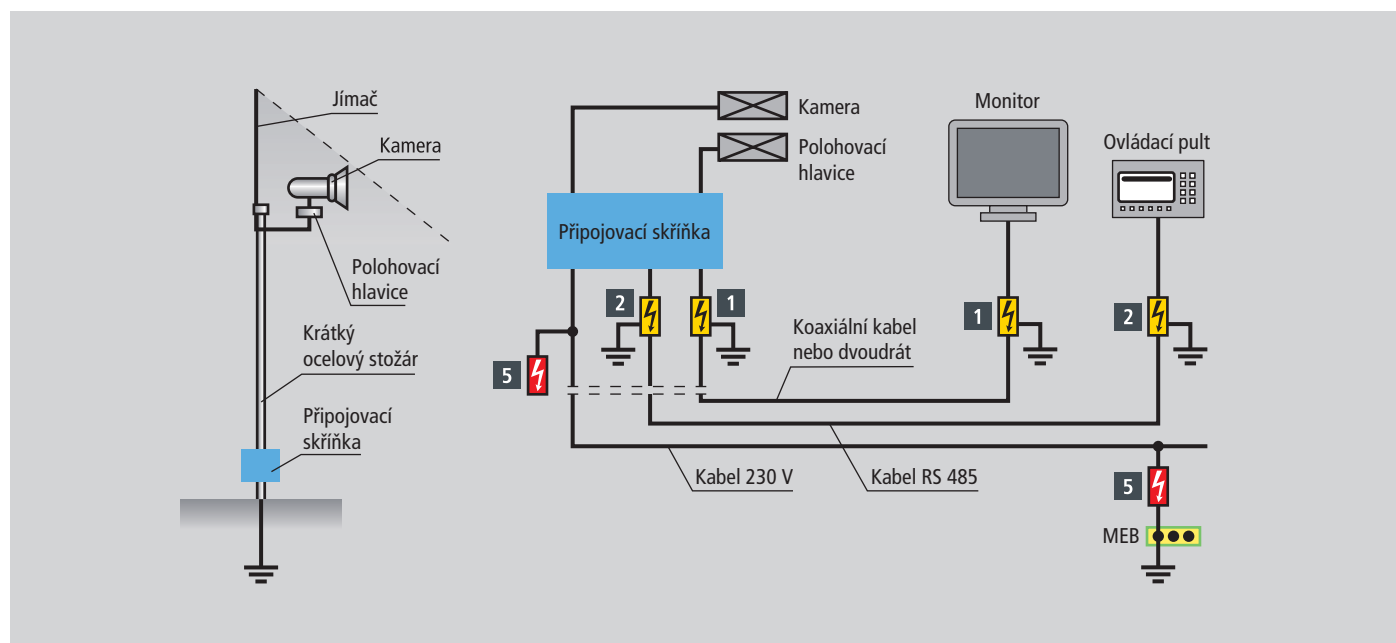 Jímač
Kamera
Polohovací
hlavice
Krátký
ocelový stožár
Připojovací
skříňka
Kamera
Polohovací
hlavice
Připojovací skříňka
Monitor
Ovládací pult
2
1
1
2
Koaxiální kabel
nebo dvoudrát
5
Kabel 230 V
Kabel RS 485
5
MEB